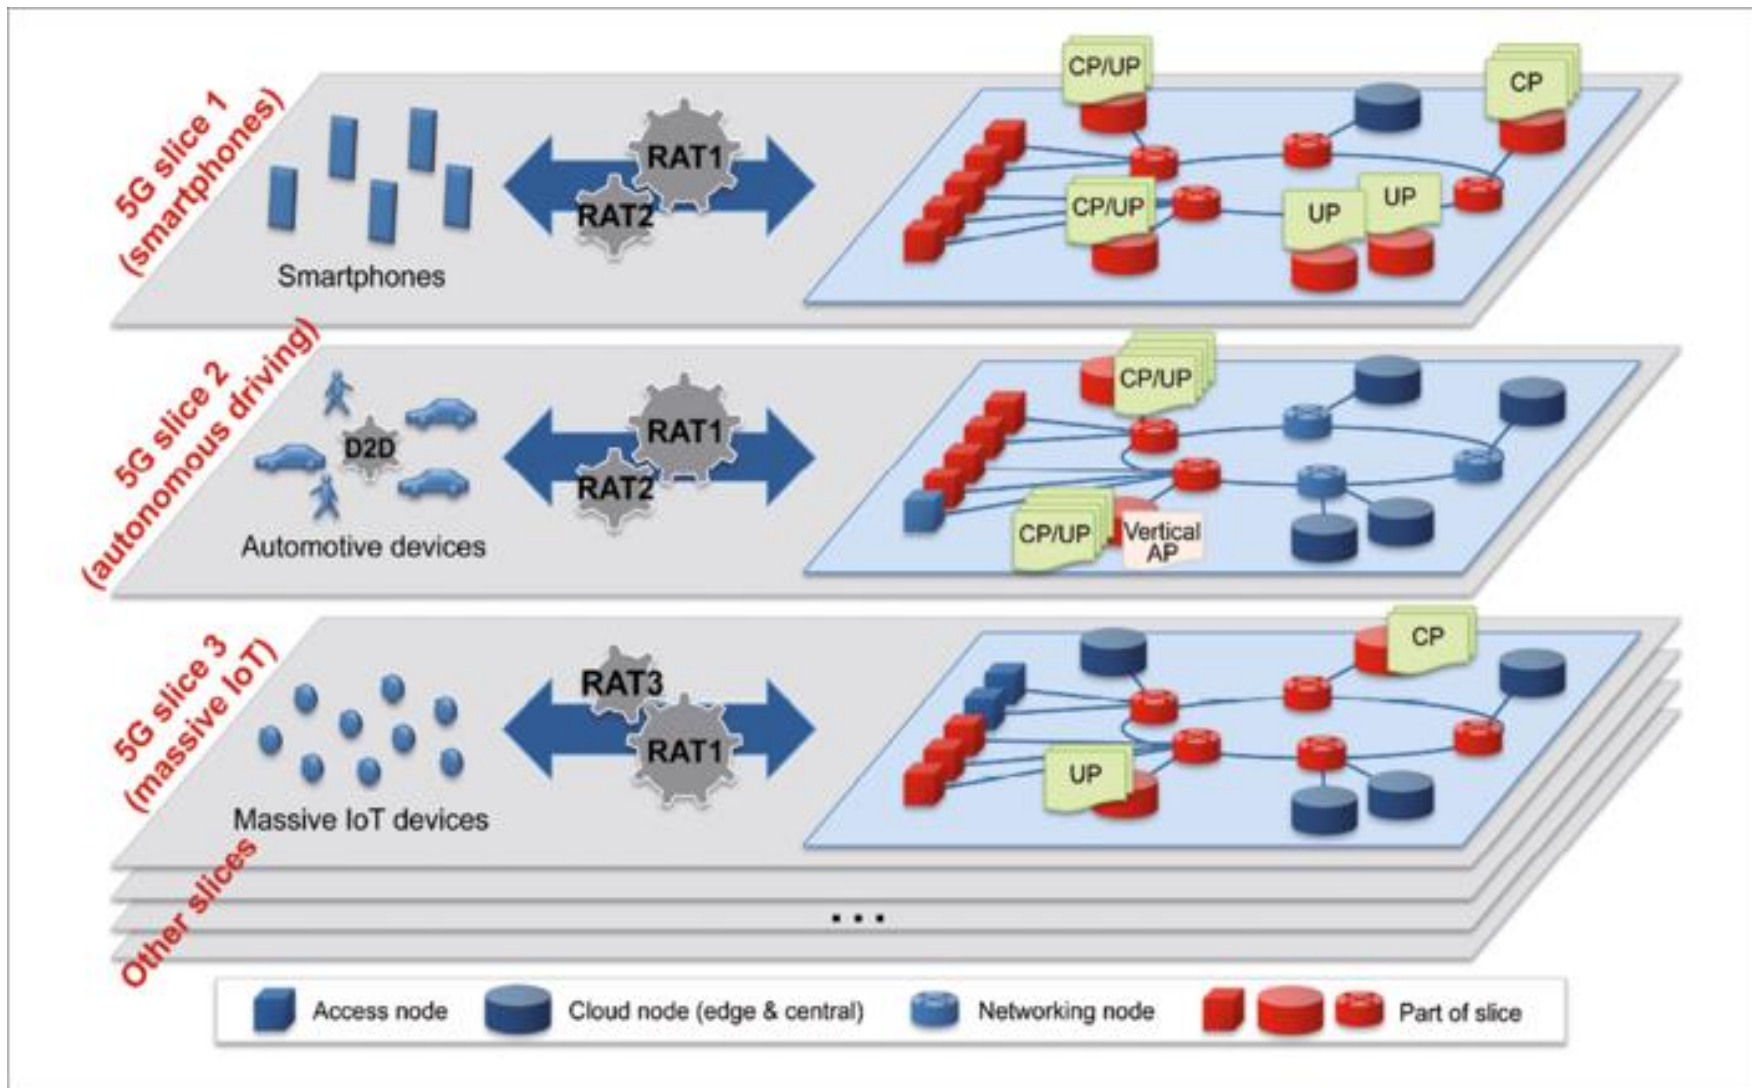 5G slice 1
(smartphones)
Smartphones
RAT1
RAT2
CP/UP
CP
CP/UP
UP
UP
5G slice 2
(autonomous driving)
D2D
Automotive devices
RAT1
RAT2
CP/UP
CP/UP
Vertical
AP
5G slice 3
(massive IoT)
Massive IoT devices
RAT3
RAT1
CP
UP
Other slices
...
Access node
Cloud node (edge & central)
Networking node
Part of slice